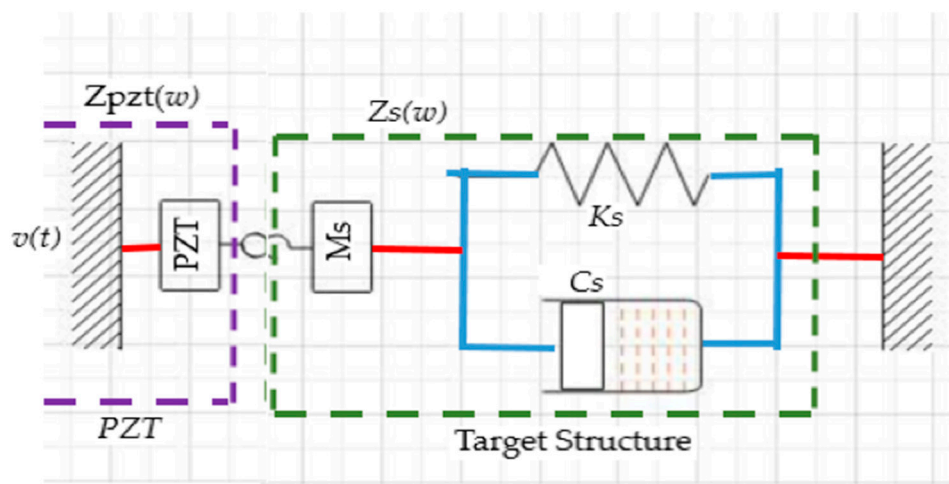 Zpzt(w)
Zs(w)
v(t)
PZT
Ms
Ks
Cs
PZT
Target Structure